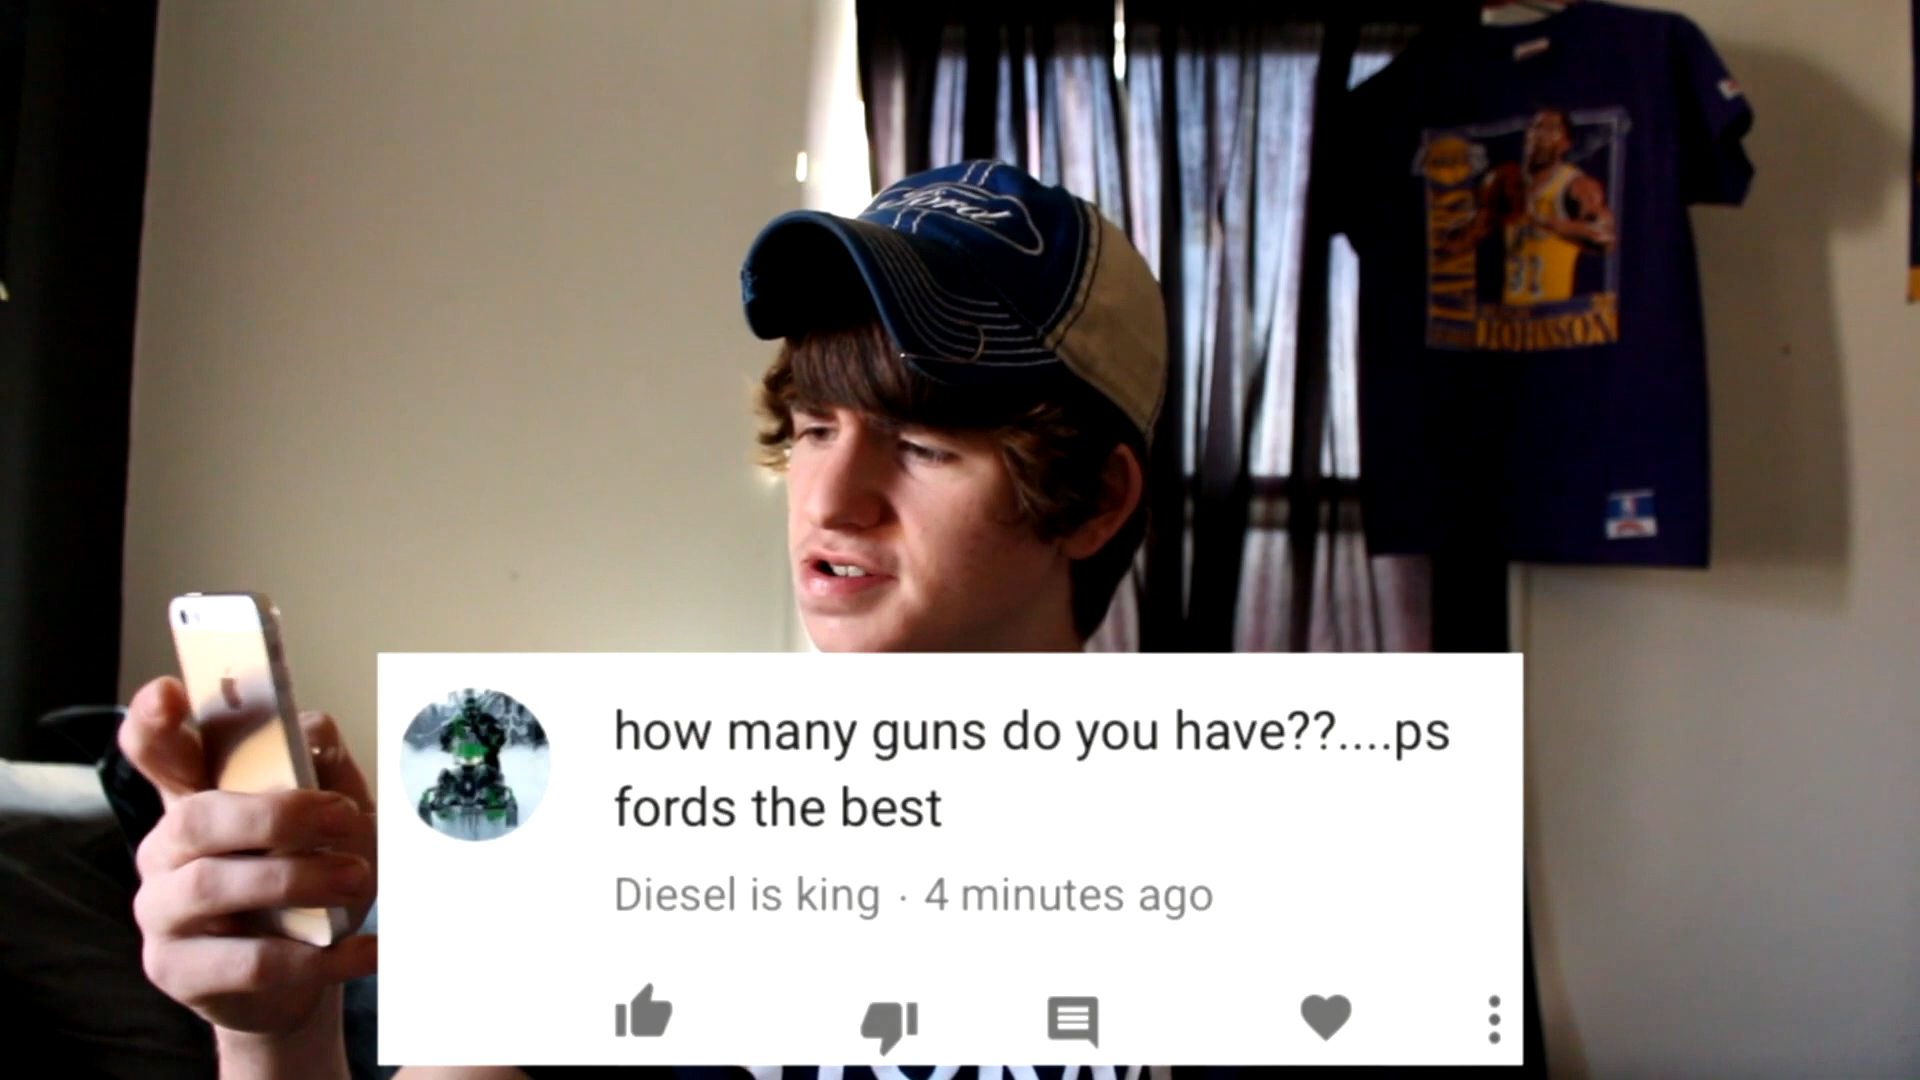 Ford
LAKERS
32
JOHNSON
how many guns do you have??....ps
fords the best
Diesel is king · 4 minutes ago